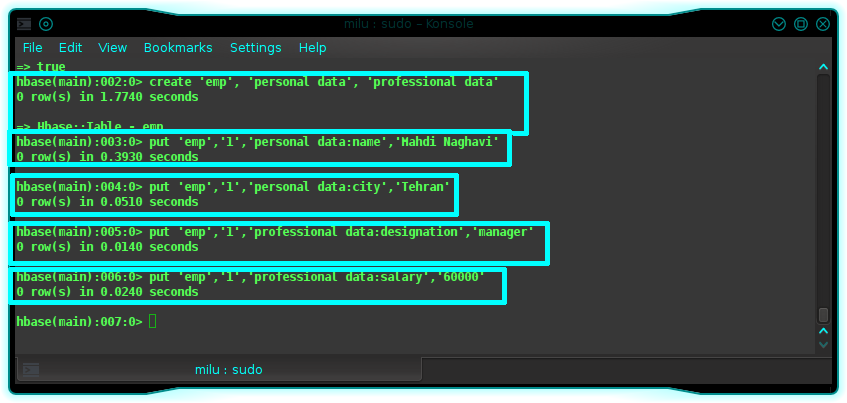 milu : sudo – Konsole
File Edit View Bookmarks Settings Help
=> true
hbase(main):002:0> create 'emp', 'personal data', 'professional data'
0 row(s) in 1.7740 seconds
=> Hbase::Table - emp
hbase(main):003:0> put 'emp','1','personal data:name','Mahdi Naghavi'
0 row(s) in 0.3930 seconds
hbase(main):004:0> put 'emp','1','personal data:city','Tehran'
0 row(s) in 0.0510 seconds
hbase(main):005:0> put 'emp','1','professional data:designation','manager'
0 row(s) in 0.0140 seconds
hbase(main):006:0> put 'emp','1','professional data:salary','60000'
0 row(s) in 0.0240 seconds
hbase(main):007:0>
milu : sudo